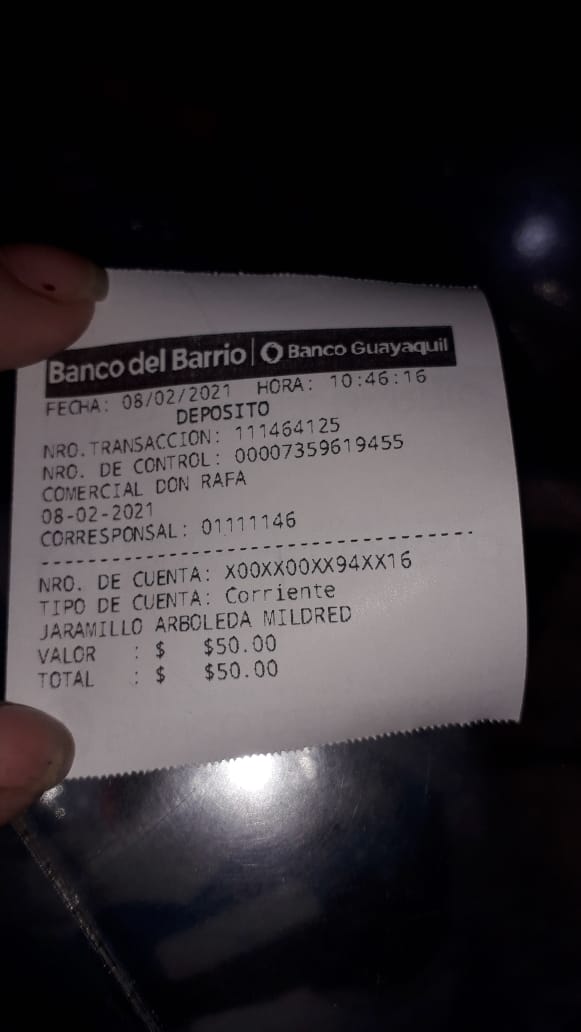 Banco del Barrio | Banco Guayaquil
FECHA: 08/02/2021 HORA: 10:46:16
DEPOSITO
NRO.TRANSACCION: 111464125
NRO. DE CONTROL: 00007359619455
COMERCIAL DON RAFA
08-02-2021
CORRESPONSAL: 01111146
--------------------------------
NRO. DE CUENTA: X00XX00XX94XX16
TIPO DE CUENTA: Corriente
JARAMILLO ARBOLEDA MILDRED
VALOR : $ $50.00
TOTAL : $ $50.00